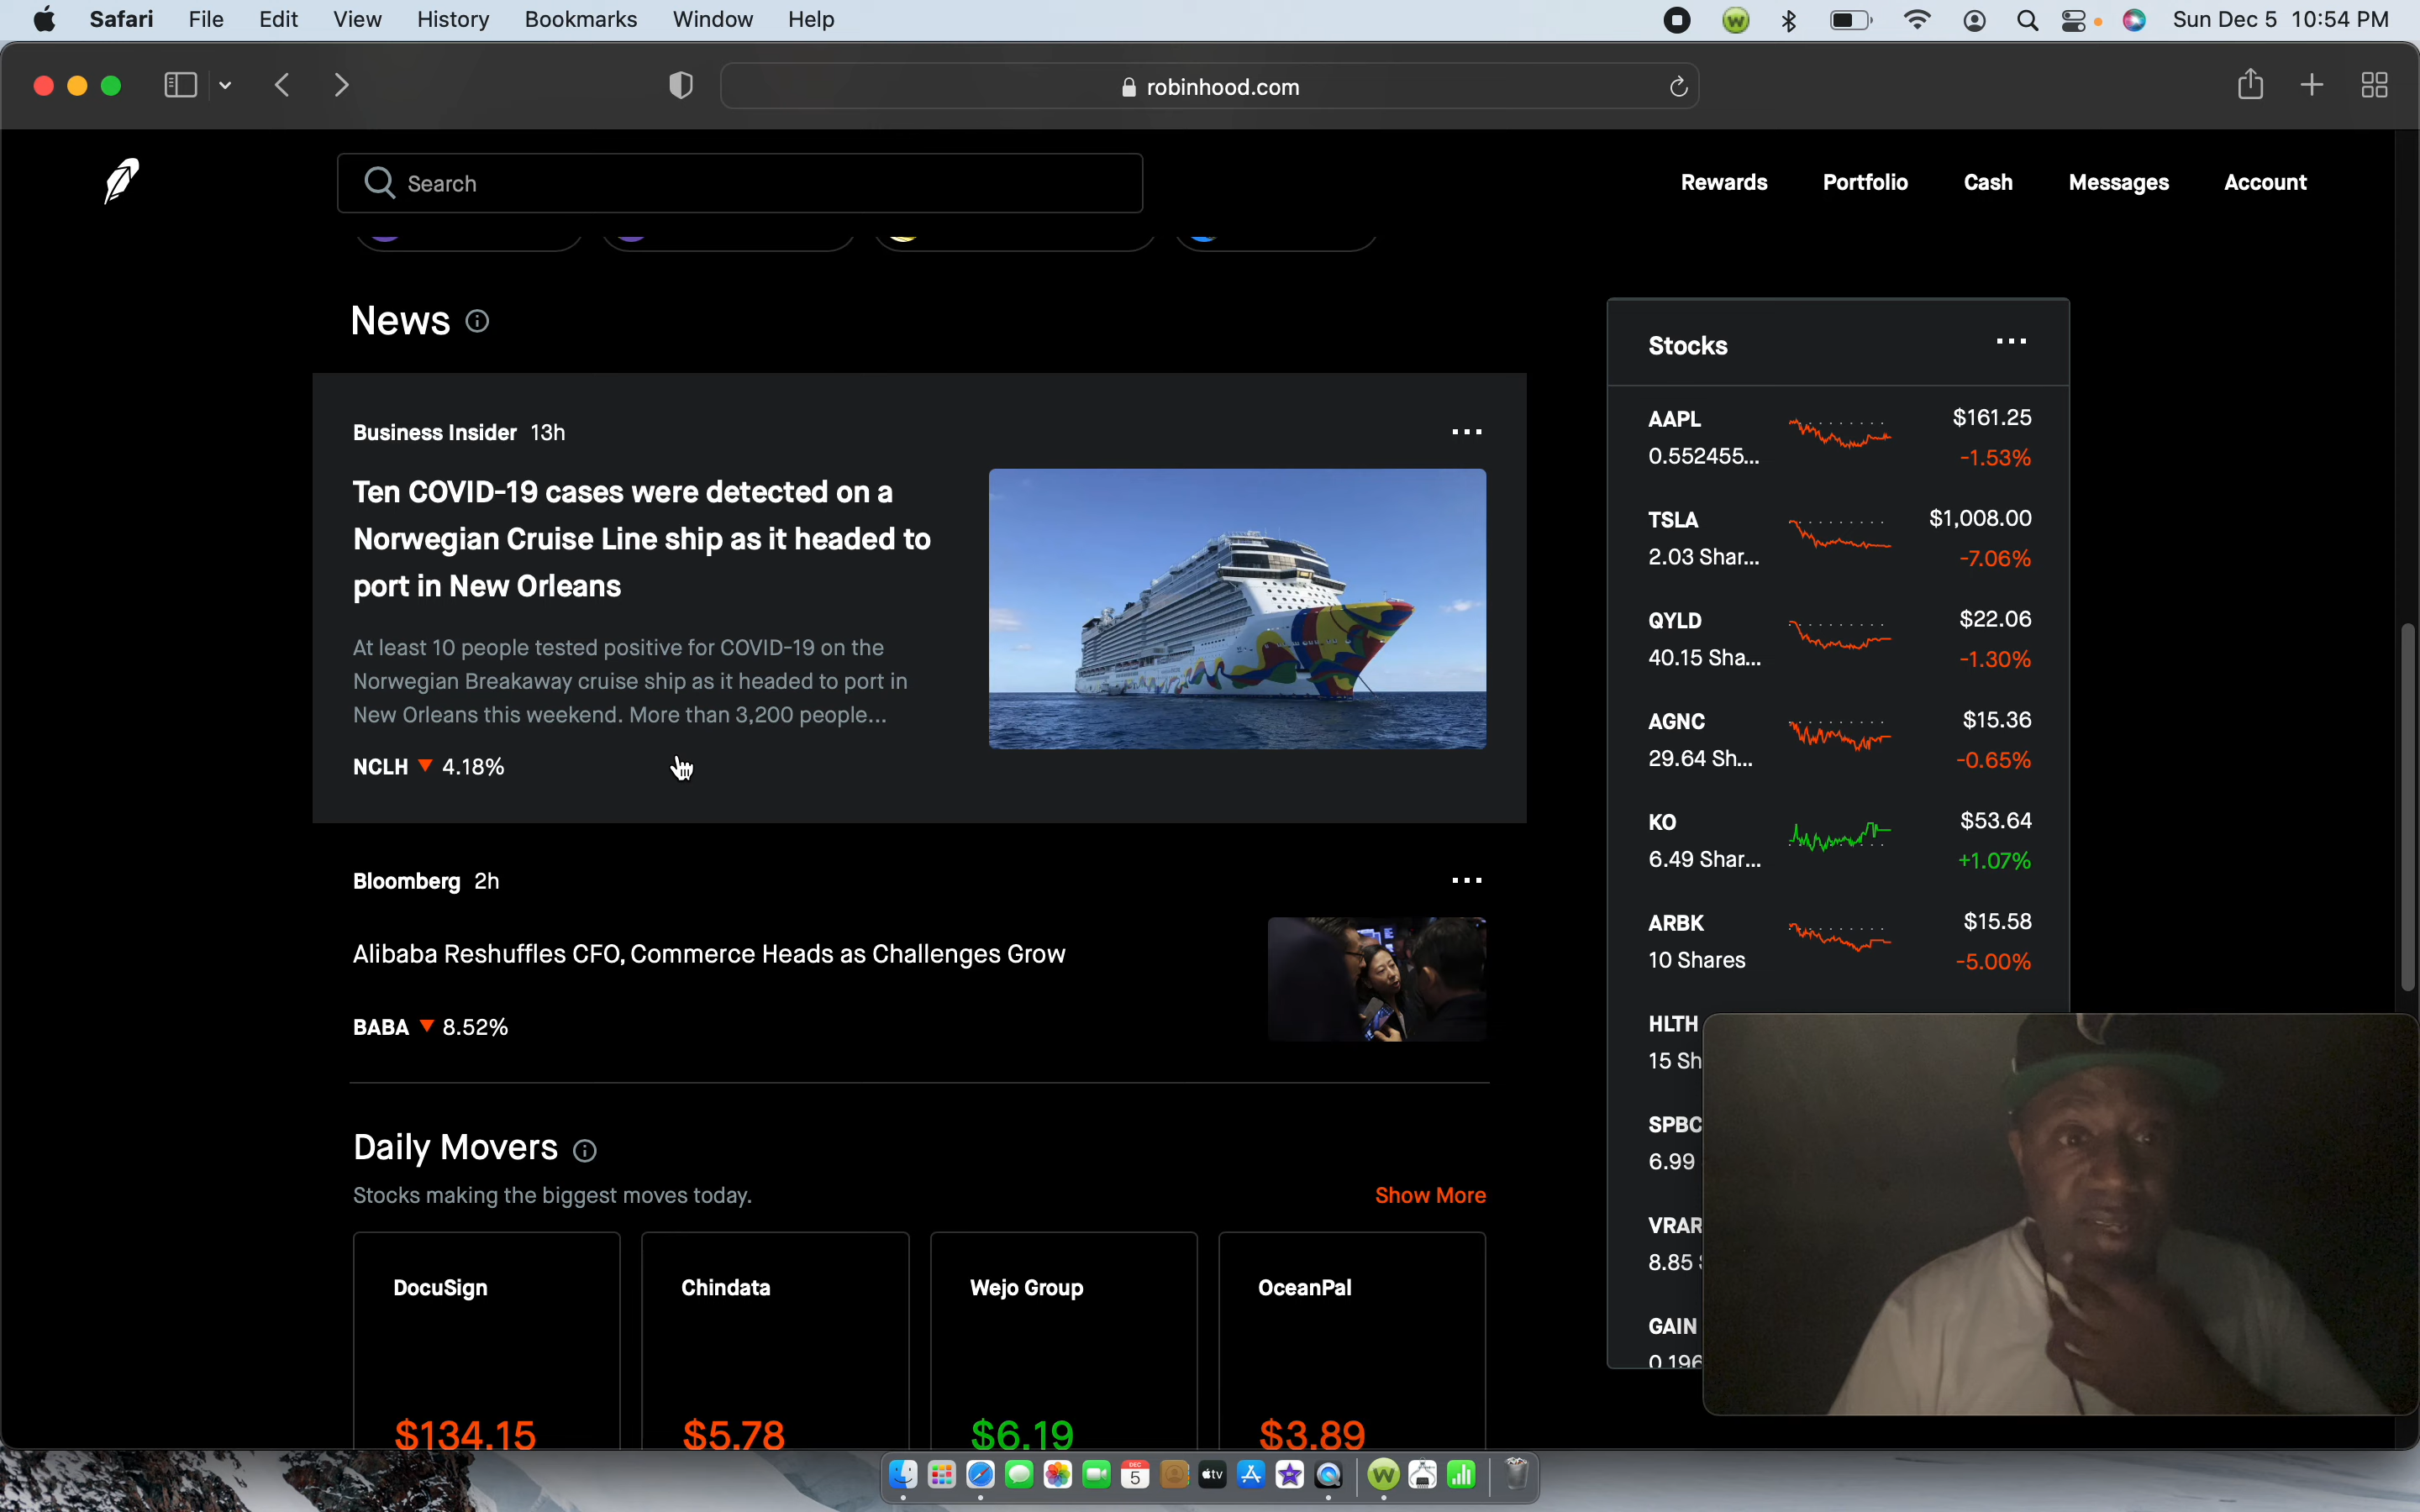 Safari File Edit View History Bookmarks Window Help
Sun Dec 5 10:54 PM
robinhood.com
Search
Rewards Portfolio Cash Messages Account
News
Business Insider 13h
Ten COVID-19 cases were detected on a
Norwegian Cruise Line ship as it headed to
port in New Orleans
At least 10 people tested positive for COVID-19 on the
Norwegian Breakaway cruise ship as it headed to port in
New Orleans this weekend. More than 3,200 people...
NCLH 4.18%
Bloomberg 2h
Alibaba Reshuffles CFO, Commerce Heads as Challenges Grow
BABA 8.52%
Daily Movers
Stocks making the biggest moves today.
Show More
DocuSign
$134.15
Chindata
$5.78
Wejo Group
$6.19
OceanPal
$3.89
Stocks
AAPL $161.25
0.552455... -1.53%
TSLA $1,008.00
2.03 Shar... -7.06%
QYLD $22.06
40.15 Sha... -1.30%
AGNC $15.36
29.64 Sh... -0.65%
KO $53.64
6.49 Shar... +1.07%
ARBK $15.58
10 Shares -5.00%
HLTH
15 Sh
SPBC
6.99
VRAR
8.85
GAIN
0.196
DEC
5
tv